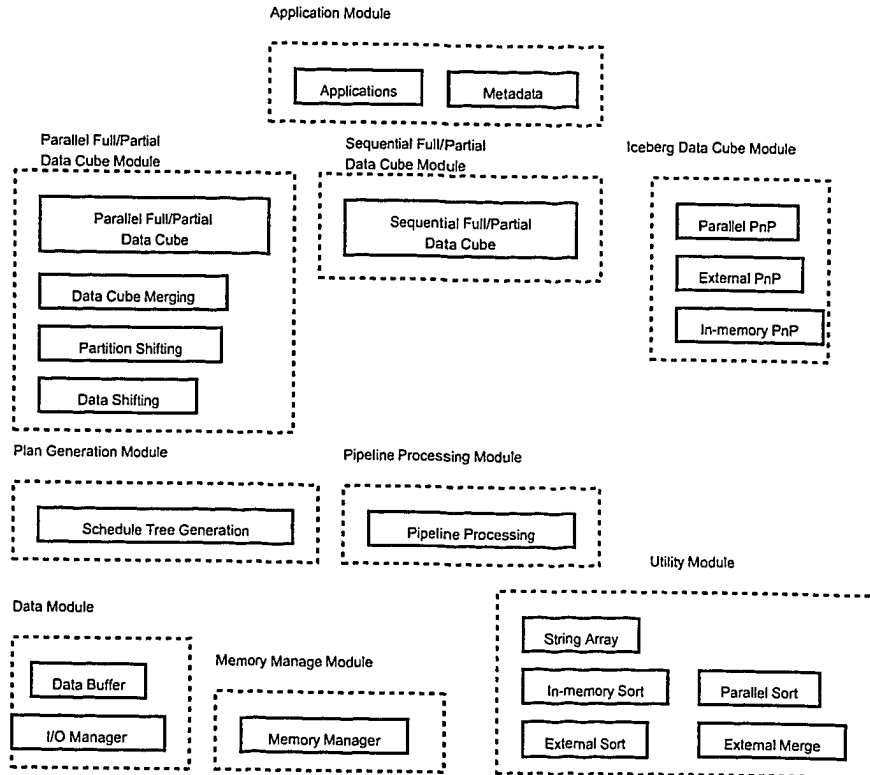 Application Module
Applications
Metadata
Parallel Full/Partial
Data Cube Module
Sequential Full/Partial
Data Cube Module
Iceberg Data Cube Module
Parallel Full/Partial
Data Cube
Data Cube Merging
Partition Shifting
Data Shifting
Sequential Full/Partial
Data Cube
Parallel PnP
External PnP
In-memory PnP
Plan Generation Module
Schedule Tree Generation
Pipeline Processing Module
Pipeline Processing
Utility Module
Data Module
Data Buffer
I/O Manager
Memory Manage Module
Memory Manager
String Array
In-memory Sort
Parallel Sort
External Sort
External Merge